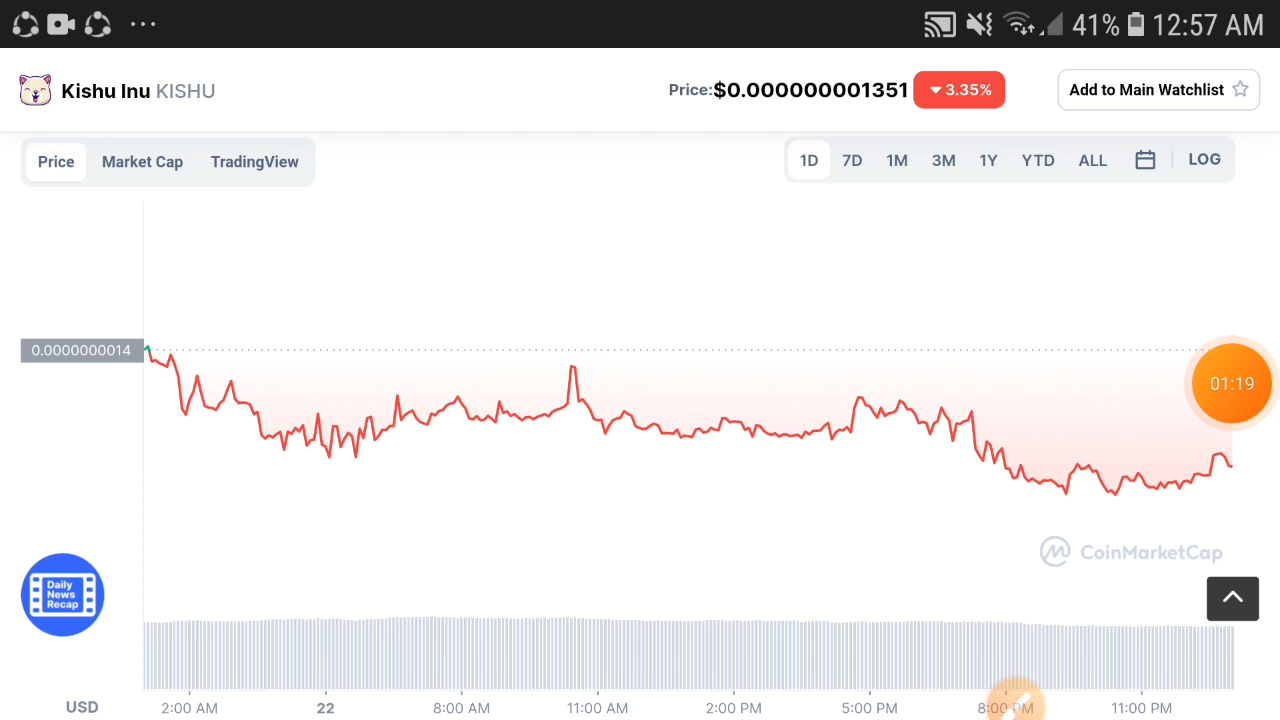 41% 12:57 AM
Kishu Inu KISHU
Price:$0.000000001351 3.35%
Add to Main Watchlist
Price Market Cap TradingView
1D 7D 1M 3M 1Y YTD ALL LOG
0.0000000014
01:19
CoinMarketCap
Daily
News
Recap
USD
2:00 AM 22 8:00 AM 11:00 AM 2:00 PM 5:00 PM 8:00 PM 11:00 PM